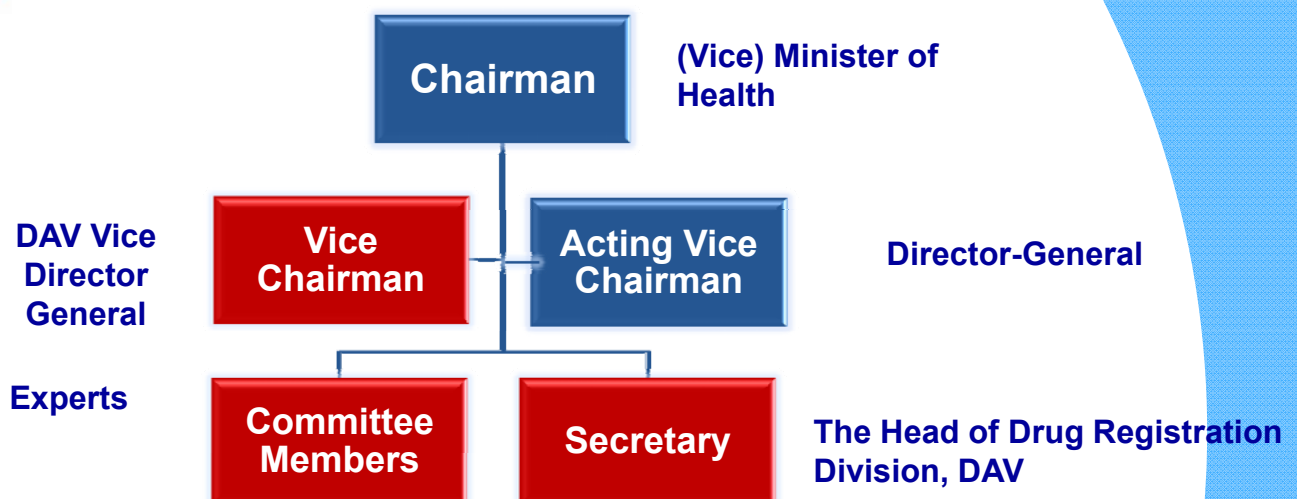 Chairman
(Vice) Minister of
Health
DAV Vice
Director
General
Vice
Chairman
Acting Vice
Chairman
Director-General
Experts
Committee
Members
Secretary
The Head of Drug Registration
Division, DAV